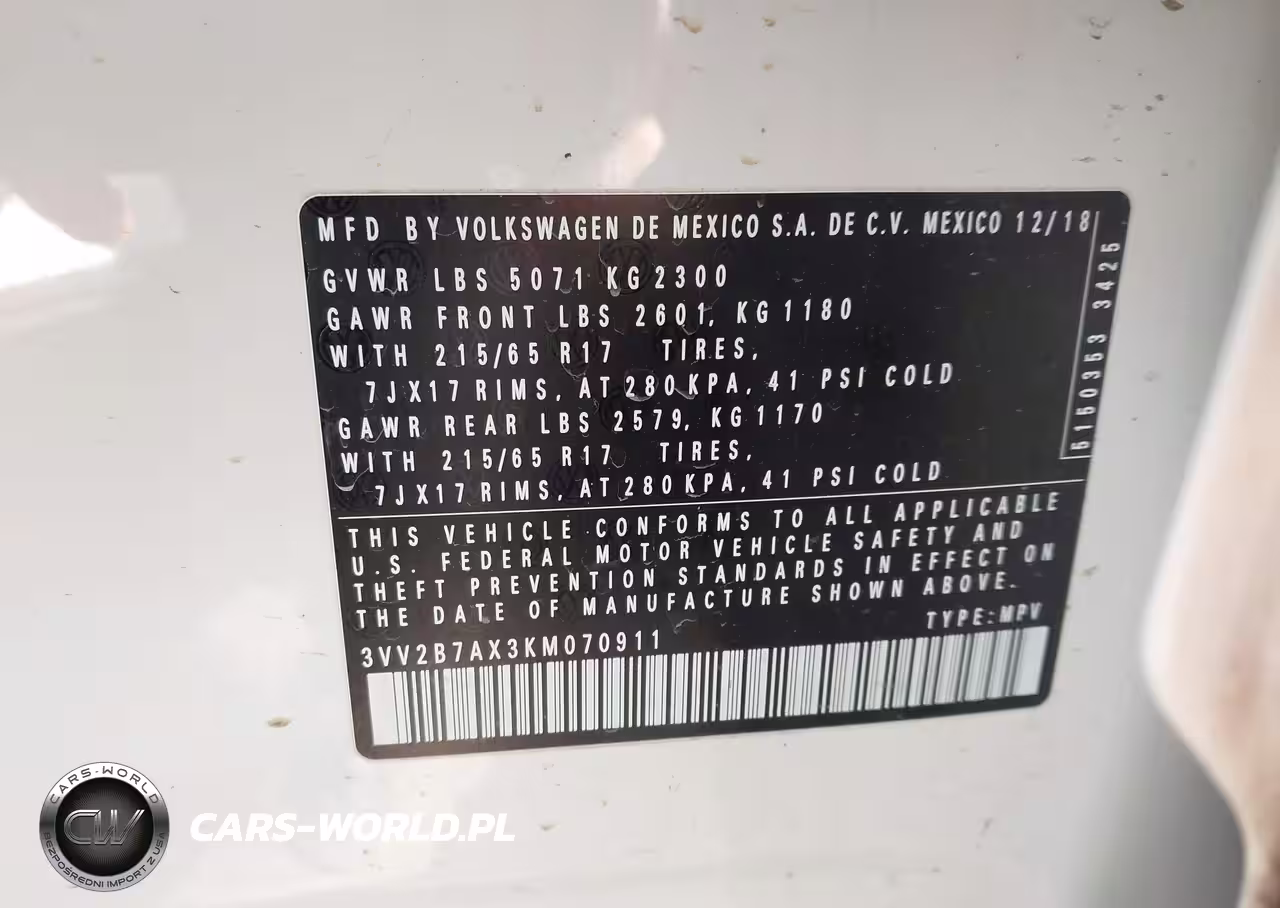 MFD BY VOLKSWAGEN DE MEXICO S.A. DE C.V. MEXICO 12/18
GVWR LBS 5071 KG 2300
GAWR FRONT LBS 2601, KG 1180
WITH 215/65 R17 TIRES,
7JX17 RIMS, AT 280 KPA, 41 PSI COLD
GAWR REAR LBS 2579, KG 1170
WITH 215/65 R17 TIRES,
7JX17 RIMS, AT 280 KPA, 41 PSI COLD
5150353 3425
THIS VEHICLE CONFORMS TO ALL APPLICABLE
U.S. FEDERAL MOTOR VEHICLE SAFETY AND
THEFT PREVENTION STANDARDS IN EFFECT ON
THE DATE OF MANUFACTURE SHOWN ABOVE.
TYPE:MPV
3VV2B7AX3KM070911
CARS-WORLD
CW
BEZPOŚREDNI IMPORT Z USA
CARS-WORLD.PL